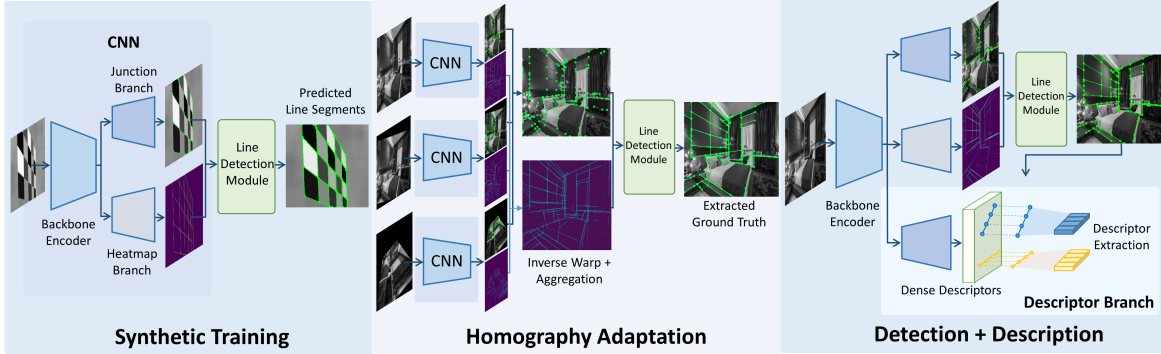 CNN
Junction
Branch
Predicted
Line Segments
Line
Detection
Module
Backbone
Encoder
Heatmap
Branch
Synthetic Training
CNN
CNN
CNN
Inverse Warp +
Aggregation
Line
Detection
Module
Extracted
Ground Truth
Homography Adaptation
Backbone
Encoder
Line
Detection
Module
Dense Descriptors
Descriptor
Extraction
Descriptor Branch
Detection + Description